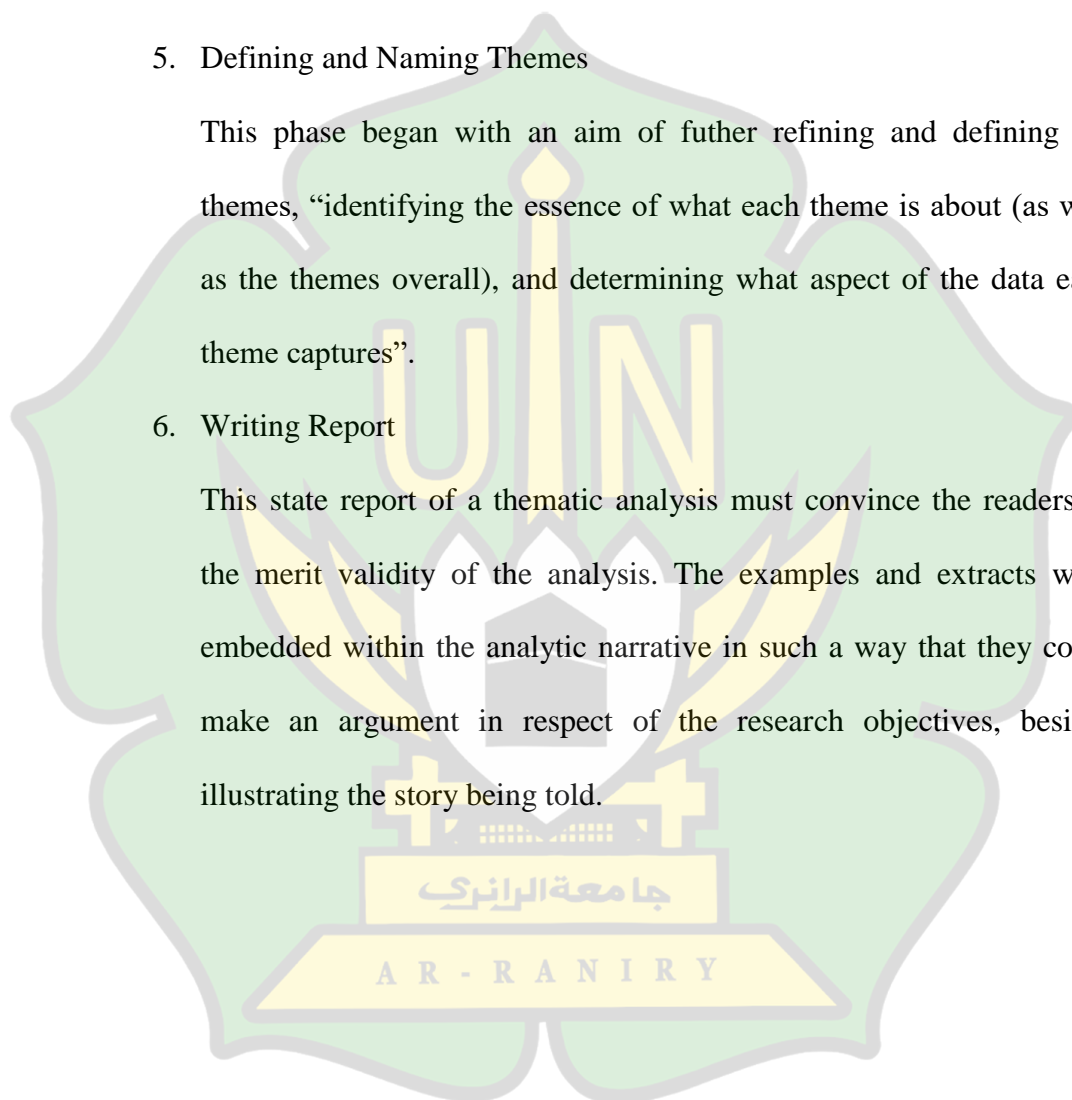 5. Defining and Naming Themes
This phase began with an aim of futher refining and defining
themes, “identifying the essence of what each theme is about (as w
as the themes overall), and determining what aspect of the data ea
theme captures”.
6. Writing Report
This state report of a thematic analysis must convince the readers
the merit validity of the analysis. The examples and extracts w
embedded within the analytic narrative in such a way that they co
make an argument in respect of the research objectives, besi
illustrating the story being told.
UIN
جامعة الرانري
AR-RANIRY